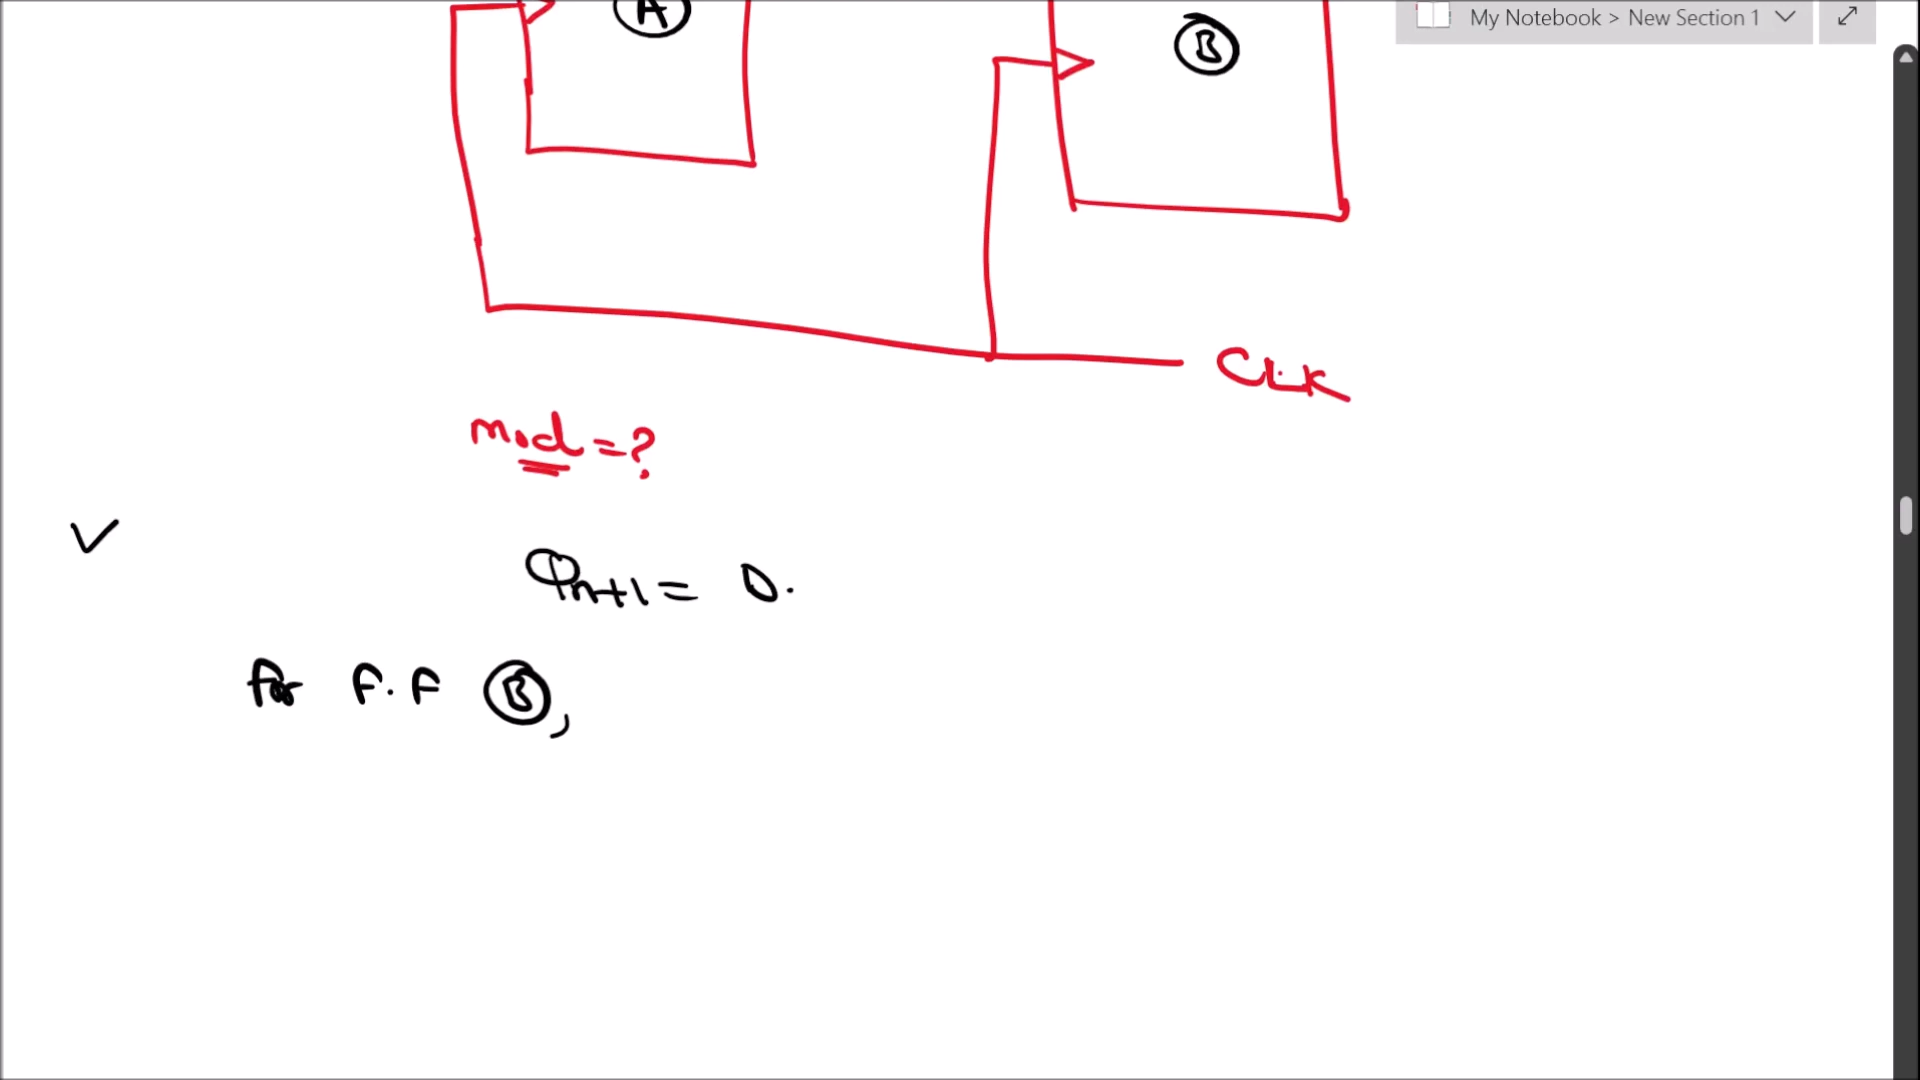 My Notebook > New Section 1
A
B
CLK
mod = ?
Qn+1 = D.
for F.F B,